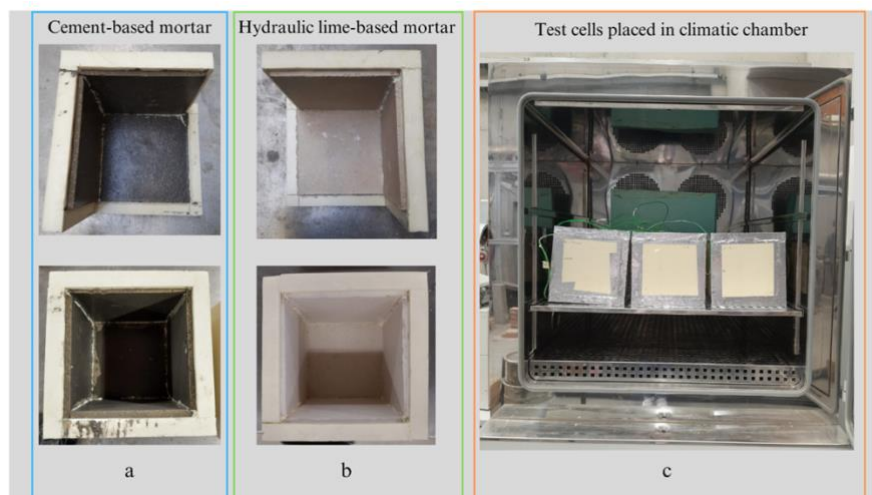 Cement-based mortar
Hydraulic lime-based mortar
Test cells placed in climatic chamber
a
b
c